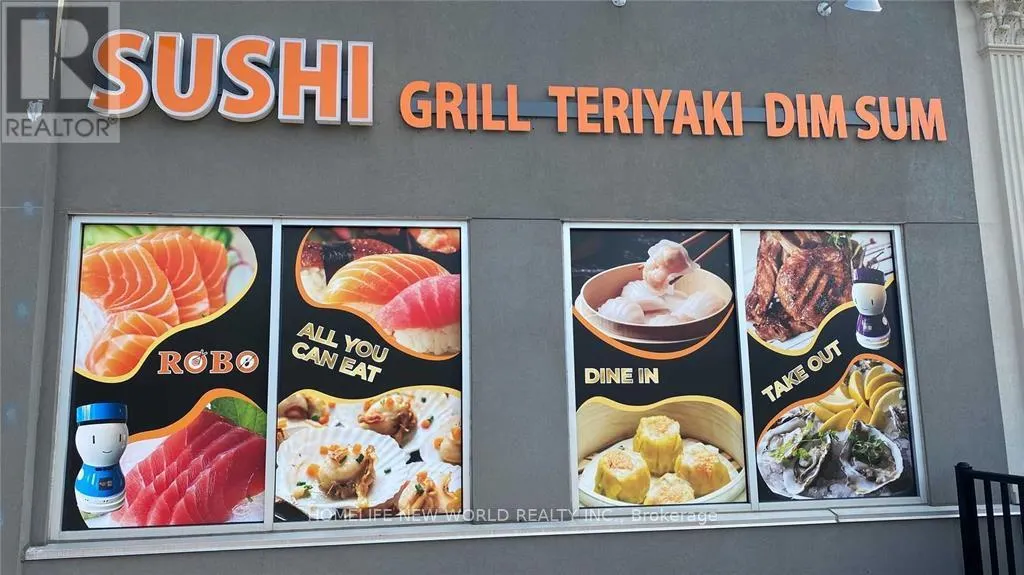 SUSHI GRILL TERIYAKI DIM SUM
REALTOR®
ROBO
ALL YOU
CAN EAT
DINE IN
TAKE OUT
HOMELIFE NEW WORLD REALTY INC., Brokerage